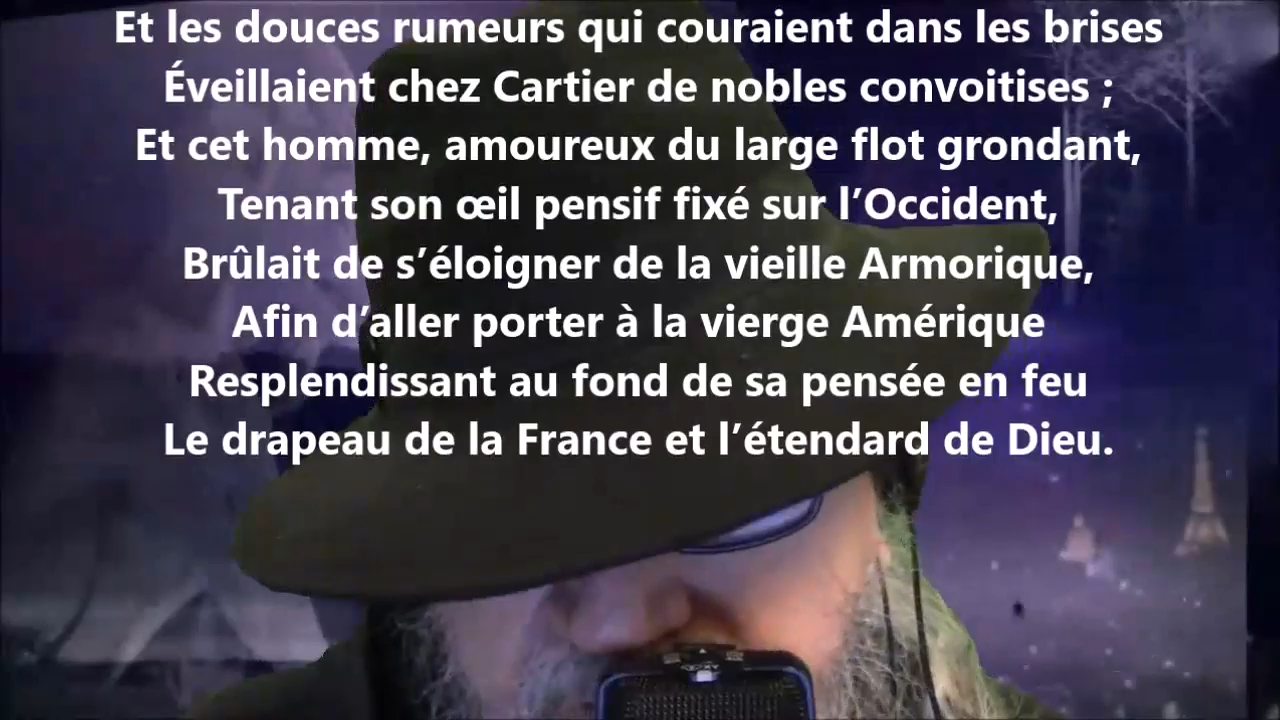 Et les douces rumeurs qui couraient dans les brises
Éveillaient chez Cartier de nobles convoitises ;
Et cet homme, amoureux du large flot grondant,
Tenant son œil pensif fixé sur l’Occident,
Brûlait de s’éloigner de la vieille Armorique,
Afin d’aller porter à la vierge Amérique
Resplendissant au fond de sa pensée en feu
Le drapeau de la France et l’étendard de Dieu.